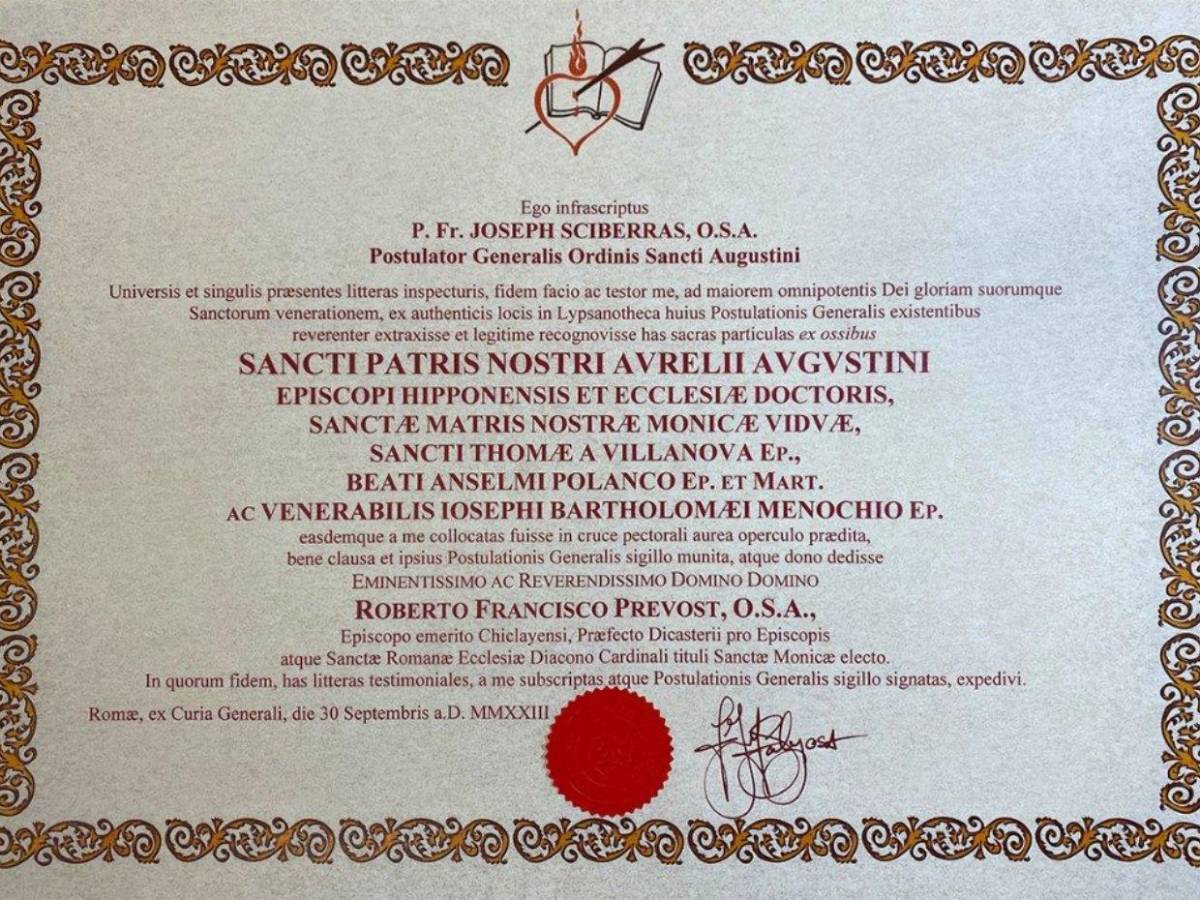 Ego infrascriptus
P. Fr. JOSEPH SCIBERRAS, O.S.A.
Postulator Generalis Ordinis Sancti Augustini
Universis et singulis præsentes litteras inspecturis, fidem facio ac testor me, ad maiorem omnipotentis Dei gloriam suorumque
Sanctorum venerationem, ex authenticis locis in Lypsanotheca huius Postulationis Generalis existentibus
reverenter extraxisse et legitime recognovisse has sacras particulas ex ossibus
SANCTI PATRIS NOSTRI AVRELII AVGVSTINI
EPISCOPI HIPPONENSIS ET ECCLESIÆ DOCTORIS,
SANCTÆ MATRIS NOSTRÆ MONICÆ VIDVÆ,
SANCTI THOMÆ A VILLANOVA EP.,
BEATI ANSELMI POLANCO EP. ET MART.
AC VENERABILIS IOSEPHI BARTHOLOMÆI MENOCHIO EP.
easdemque a me collocatas fuisse in cruce pectorali aurea operculo prædita,
bene clausa et ipsius Postulationis Generalis sigillo munita, atque dono dedisse
EMINENTISSIMO AC REVERENDISSIMO DOMINO DOMINO
ROBERTO FRANCISCO PREVOST, O.S.A.,
Episcopo emerito Chiclayensi, Præfecto Dicasterii pro Episcopis
atque Sanctæ Romanæ Ecclesiæ Diacono Cardinali tituli Sanctæ Monicæ electo.
In quorum fidem, has litteras testimoniales, a me subscriptas atque Postulationis Generalis sigillo signatas, expedivi.
Romæ, ex Curia Generali, die 30 Septembris a.D. MMXXIII